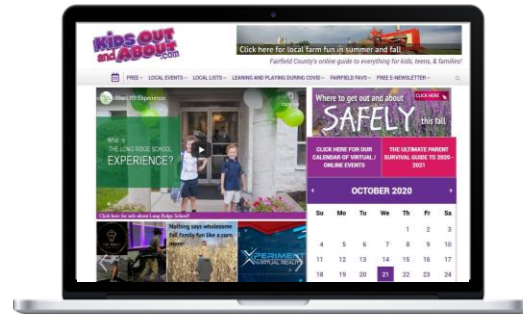 KiDS OUT
and ABOUT.com
Click here for local farm fun in summer and fall
Fairfield County's online guide to everything for kids, teens, & families!
FREE
LOCAL EVENTS
LOCAL LISTS
LEANING AND PLAYING DURING COVID
FAIRFIELD FAVS
FREE E-NEWSLETTER
Experience
What is
THE LONG RIDGE SCHOOL
EXPERIENCE?
Click here for info about Long Ridge School!
Where to get out and about
CLICK HERE
SAFELY
this fall
CLICK HERE FOR OUR
CALENDAR OF VIRTUAL /
ONLINE EVENTS
THE ULTIMATE PARENT
SURVIVAL GUIDE TO 2020 -
2021
OCTOBER 2020
Su Mo Tu We Th Fr Sa
1 2 3
4 5 6 7 8 9 10
11 12 13 14 15 16 17
18 19 20 21 22 23 24
Nothing says wholesome
fall family fun like a corn
maze!
XPERIMENT
VIRTUAL REALITY